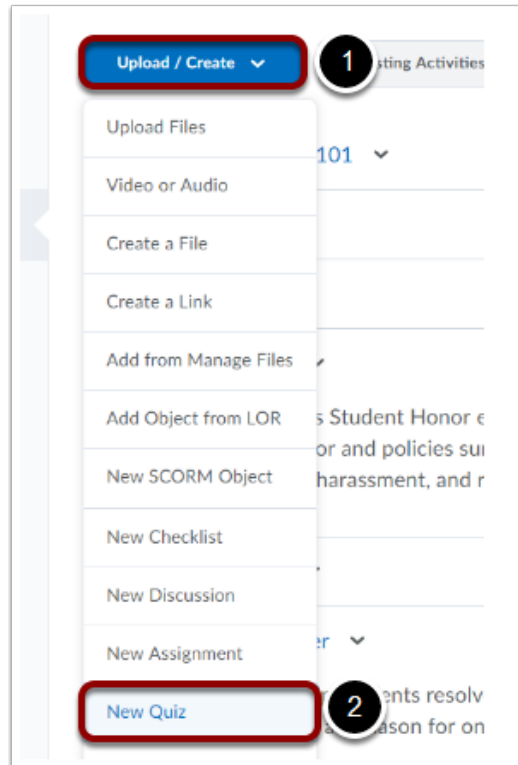 Upload / Create
1
sting Activities
Upload Files
101
Video or Audio
Create a File
Create a Link
Add from Manage Files
Add Object from LOR
s Student Honor e
or and policies su
New SCORM Object
harassment, and r
New Checklist
New Discussion
er
New Assignment
New Quiz
2
ents resolv
ason for on